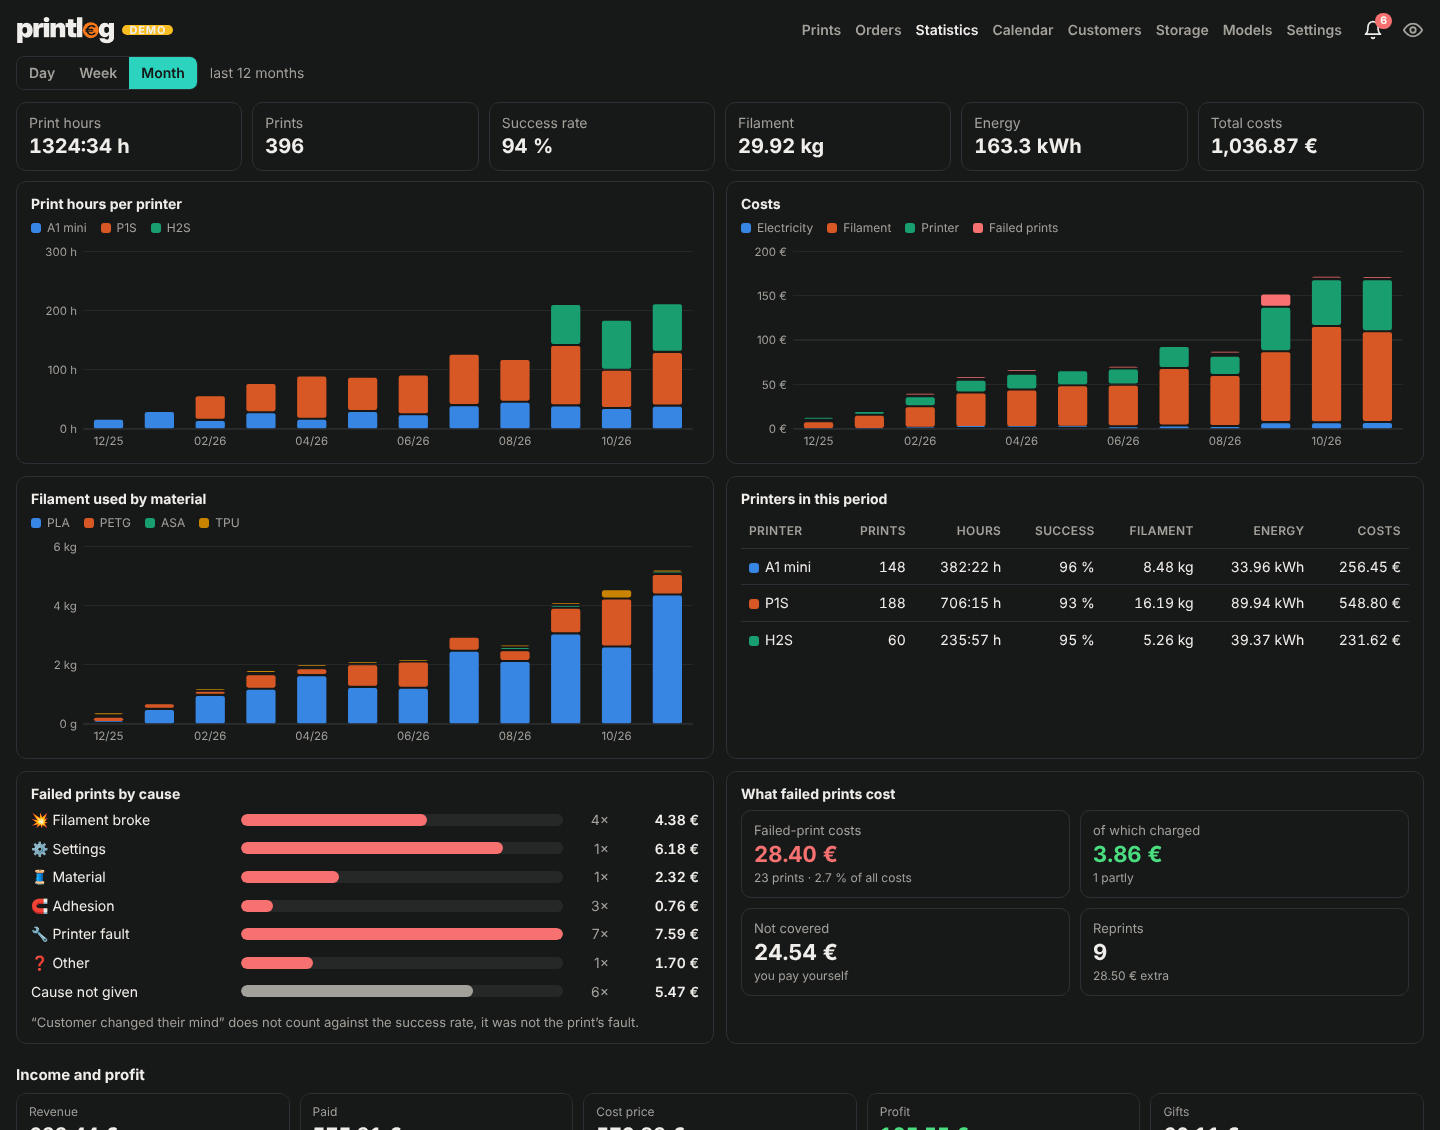 printlog DEMO
Prints Orders Statistics Calendar Customers Storage Models Settings 6
Day Week Month last 12 months
Print hours
1324:34 h
Prints
396
Success rate
94 %
Filament
29.92 kg
Energy
163.3 kWh
Total costs
1,036.87 €
Print hours per printer
A1 mini P1S H2S
300 h
200 h
100 h
0 h
12/25 02/26 04/26 06/26 08/26 10/26
Costs
Electricity Filament Printer Failed prints
200 €
150 €
100 €
50 €
0 €
12/25 02/26 04/26 06/26 08/26 10/26
Filament used by material
PLA PETG ASA TPU
6 kg
4 kg
2 kg
0 g
12/25 02/26 04/26 06/26 08/26 10/26
Printers in this period
PRINTER PRINTS HOURS SUCCESS FILAMENT ENERGY COSTS
A1 mini 148 382:22 h 96 % 8.48 kg 33.96 kWh 256.45 €
P1S 188 706:15 h 93 % 16.19 kg 89.94 kWh 548.80 €
H2S 60 235:57 h 95 % 5.26 kg 39.37 kWh 231.62 €
Failed prints by cause
Filament broke 4× 4.38 €
Settings 1× 6.18 €
Material 1× 2.32 €
Adhesion 3× 0.76 €
Printer fault 7× 7.59 €
Other 1× 1.70 €
Cause not given 6× 5.47 €
“Customer changed their mind” does not count against the success rate, it was not the print’s fault.
What failed prints cost
Failed-print costs
28.40 €
23 prints · 2.7 % of all costs
of which charged
3.86 €
1 partly
Not covered
24.54 €
you pay yourself
Reprints
9
28.50 € extra
Income and profit
Revenue
Paid
Cost price
Profit
Gifts